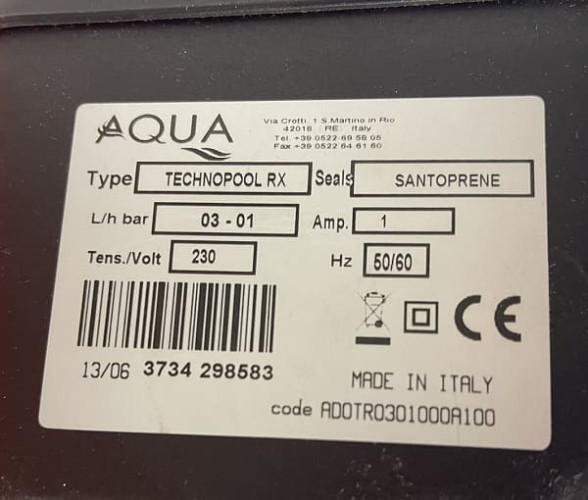 AQUA
Via Crotti, 1 S.Martino in Rio
42018 (RE) Italy
Tel. +39 0522 69 58 05
Fax +39 0522 64 61 60
Type TECHNOPOOL RX Seals SANTOPRENE
L/h bar 03 - 01 Amp. 1
Tens./Volt 230 Hz 50/60
CE
13/06 3734 298583
MADE IN ITALY
code ADOTR0301000A100